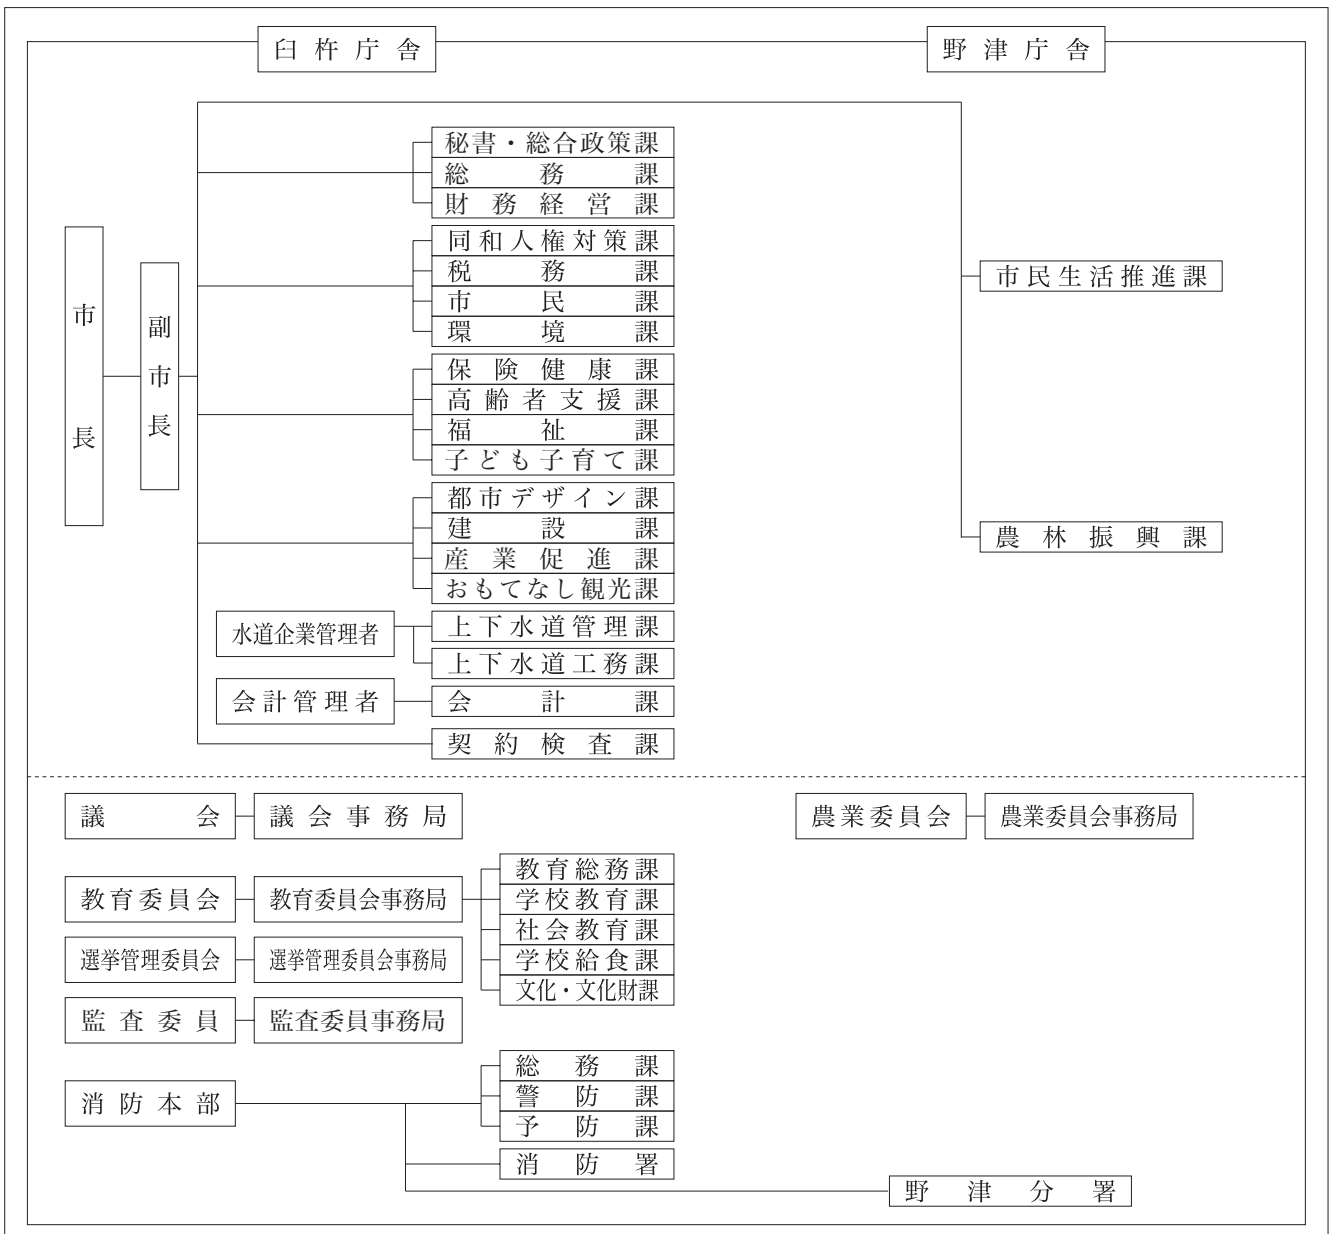 臼杵庁舎
野津庁舎
秘書・総合政策課
総務課
財務経営課
同和人権対策課
税務課
市民課
環境課
市民生活推進課
市長
副市長
保険健康課
高齢者支援課
福祉課
子ども子育て課
都市デザイン課
建設課
産業促進課
おもてなし観光課
農林振興課
水道企業管理者
上下水道管理課
上下水道工務課
会計管理者
会計課
契約検査課
議会
議会事務局
農業委員会
農業委員会事務局
教育委員会
教育委員会事務局
教育総務課
学校教育課
社会教育課
学校給食課
文化・文化財課
選挙管理委員会
選挙管理委員会事務局
監査委員
監査委員事務局
消防本部
総務課
警防課
予防課
消防署
野津分署